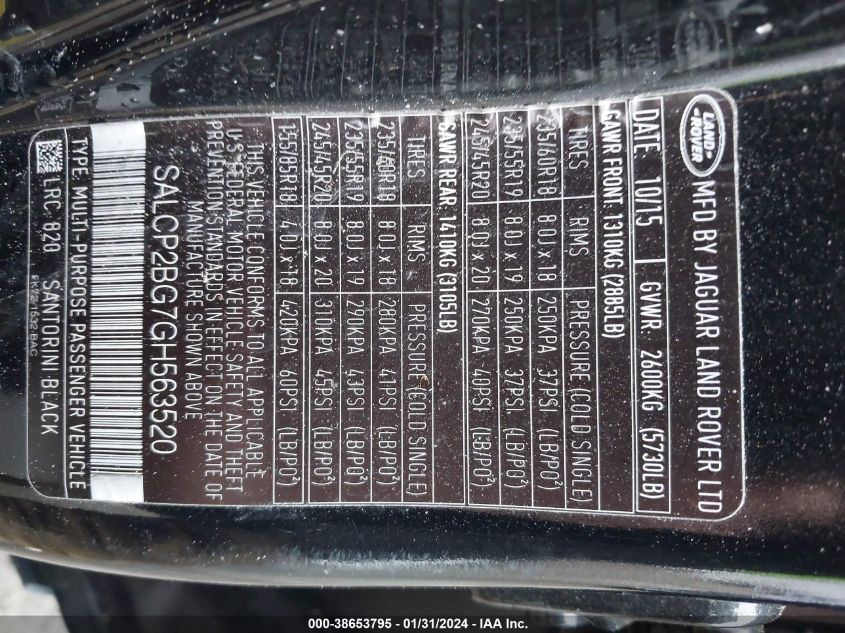 LAND
ROVER
MFD BY JAGUAR LAND ROVER LTD
DATE: 10/15 GVWR: 2600KG (5730LB)
GAWR FRONT: 1310KG (2885LB)
TIRES RIMS PRESSURE (COLD SINGLE)
235/60R18 8.0J x 18 250KPA 37PSI (LB/PO²)
235/55R19 8.0J x 19 250KPA 37PSI (LB/PO²)
245/45R20 8.0J x 20 270KPA 40PSI (LB/PO²)
GAWR REAR: 1410KG (3105LB)
TIRES RIMS PRESSURE (COLD SINGLE)
235/60R18 8.0J x 18 280KPA 41PSI (LB/PO²)
235/55R19 8.0J x 19 290KPA 43PSI (LB/PO²)
245/45R20 8.0J x 20 310KPA 45PSI (LB/PO²)
165/85R18 4.0J x 18 420KPA 60PSI (LB/PO²)
THIS VEHICLE CONFORMS TO ALL APPLICABLE
U.S. FEDERAL MOTOR VEHICLE SAFETY AND THEFT
PREVENTION STANDARDS IN EFFECT ON THE DATE OF
MANUFACTURE SHOWN ABOVE
SALCP2BG7GH563520
TYPE: MULTI-PURPOSE PASSENGER VEHICLE
LRC: 820 SANTORINI BLACK
000-38653795 - 01/31/2024 - IAA Inc.